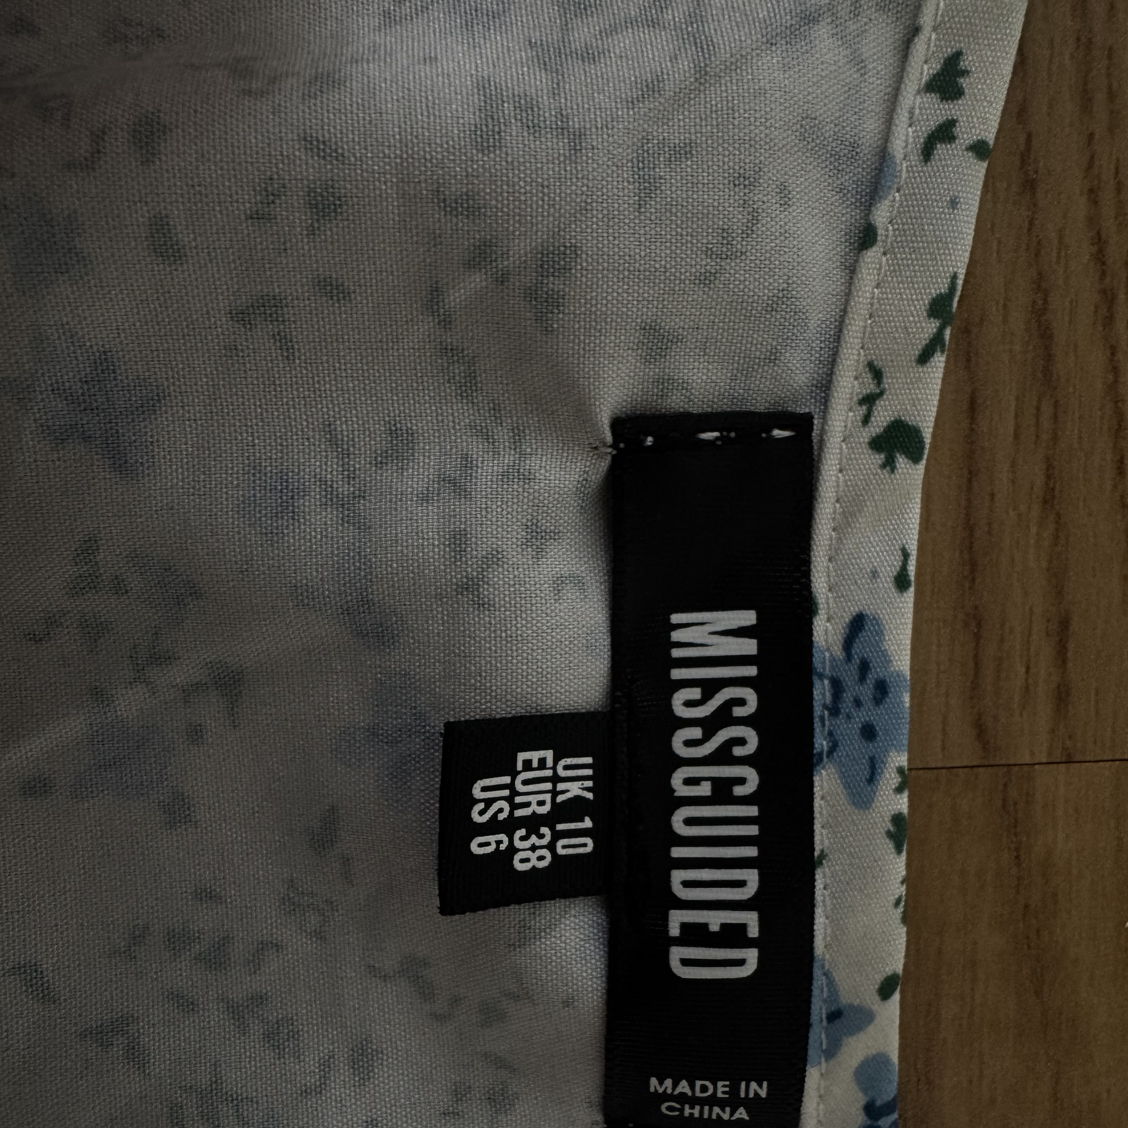 MISSGUIDED
UK 10
EUR 38
US 6
MADE IN
CHINA